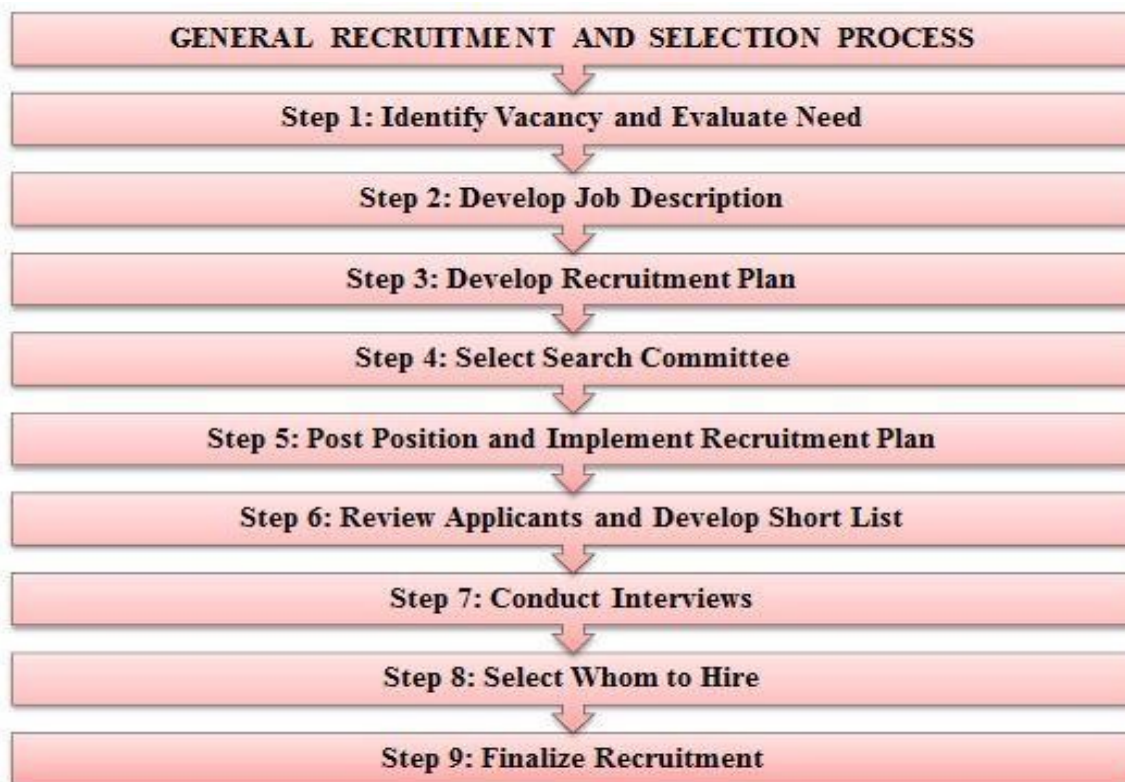 GENERAL RECRUITMENT AND SELECTION PROCESS
Step 1: Identify Vacancy and Evaluate Need
Step 2: Develop Job Description
Step 3: Develop Recruitment Plan
Step 4: Select Search Committee
Step 5: Post Position and Implement Recruitment Plan
Step 6: Review Applicants and Develop Short List
Step 7: Conduct Interviews
Step 8: Select Whom to Hire
Step 9: Finalize Recruitment